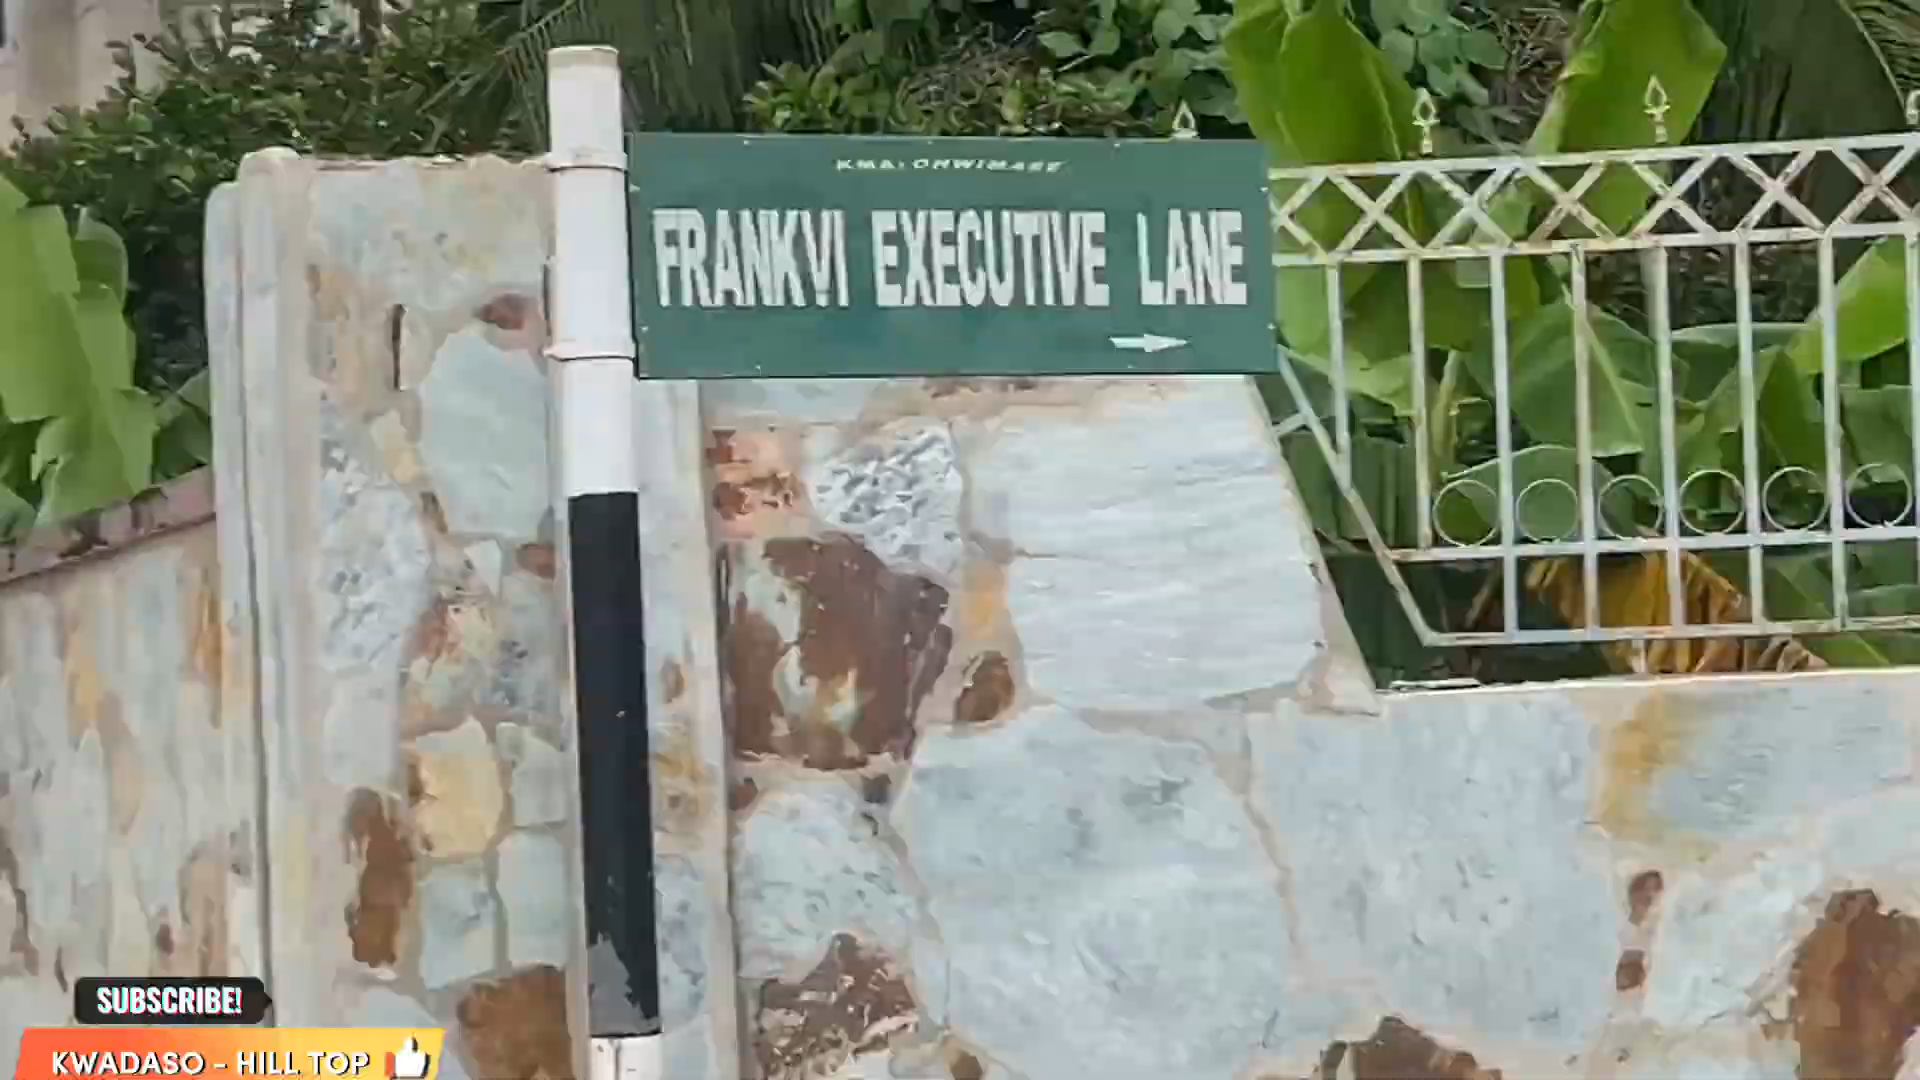 KMA: OHWIMASE
FRANKVI EXECUTIVE LANE
SUBSCRIBE!
KWADASO - HILL TOP